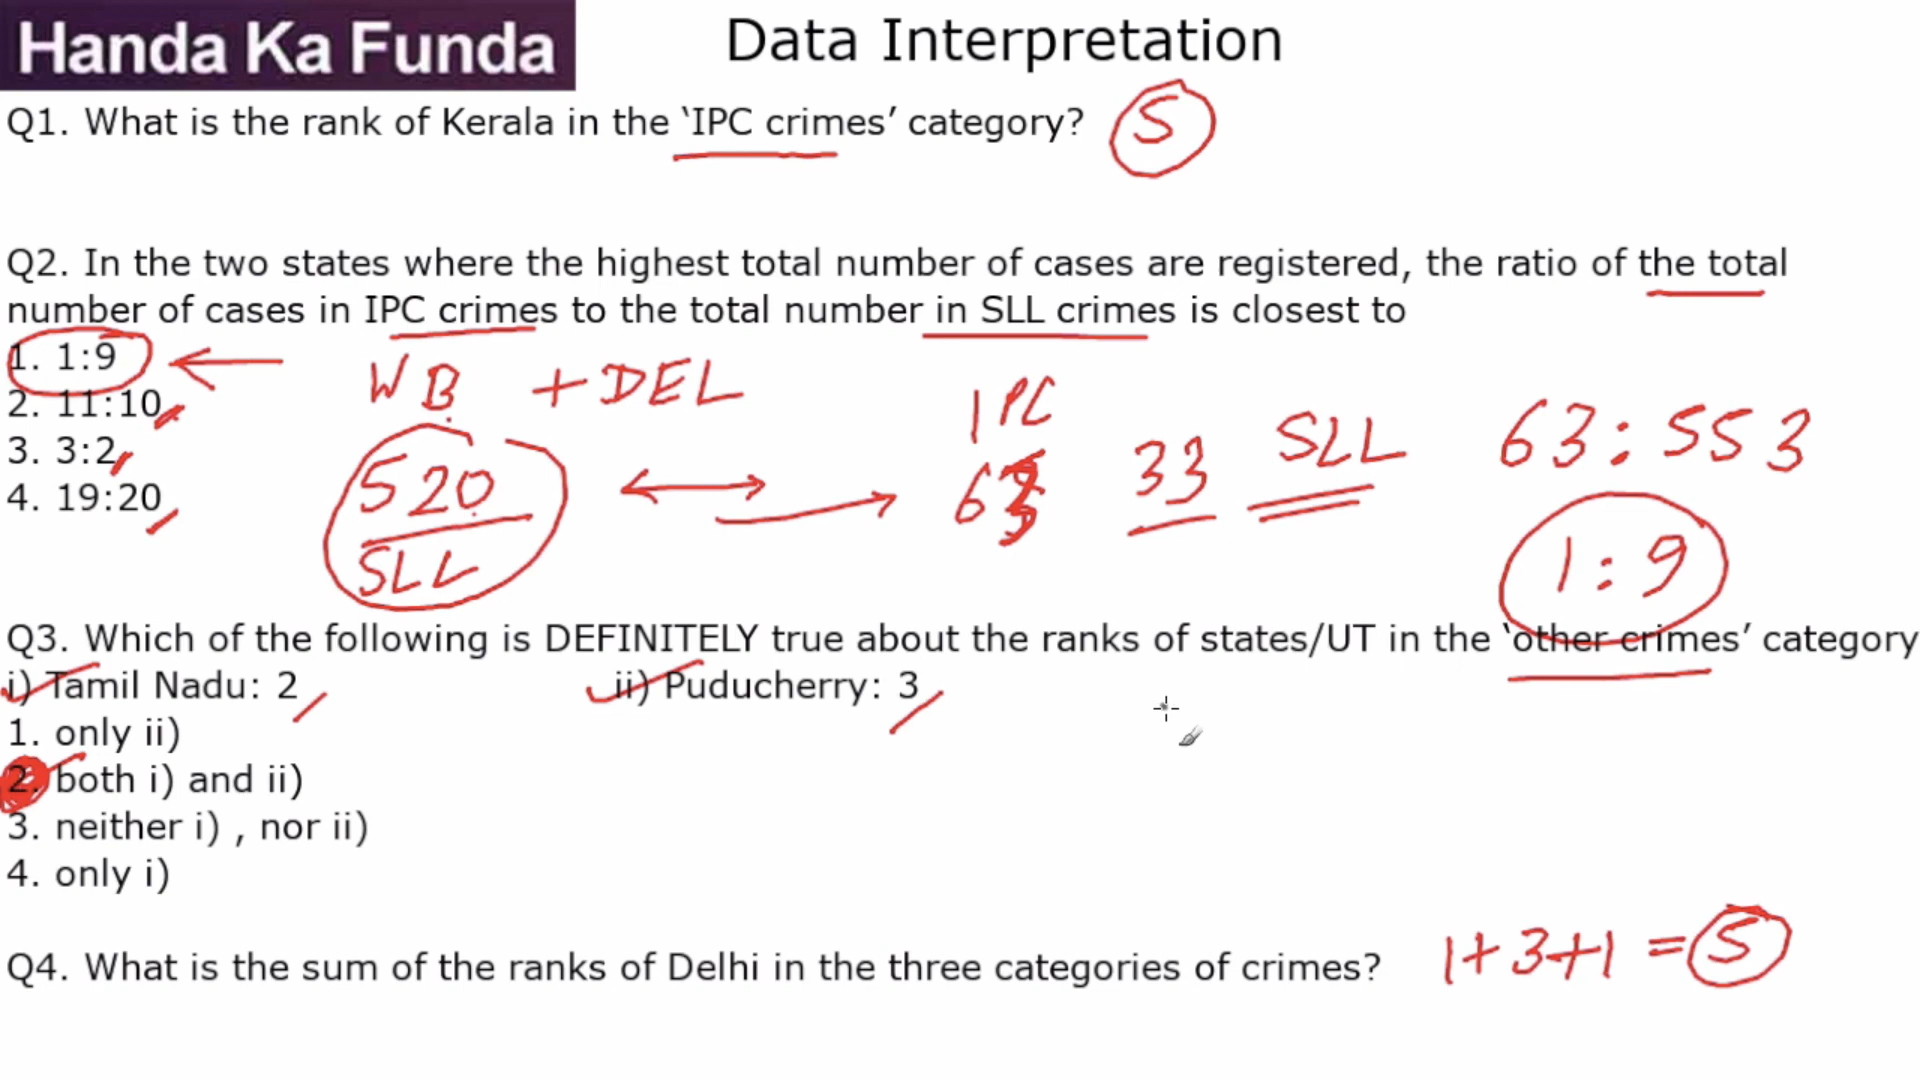 Handa Ka Funda
Data Interpretation
Q1. What is the rank of Kerala in the ‘IPC crimes’ category? 5
Q2. In the two states where the highest total number of cases are registered, the ratio of the total
number of cases in IPC crimes to the total number in SLL crimes is closest to
1. 1:9
2. 11:10
3. 3:2
4. 19:20
WB + DEL
520
SLL
IPC
63
33 SLL
63:553
1:9
Q3. Which of the following is DEFINITELY true about the ranks of states/UT in the ‘other crimes’ category
i) Tamil Nadu: 2 ii) Puducherry: 3
1. only ii)
2. both i) and ii)
3. neither i) , nor ii)
4. only i)
Q4. What is the sum of the ranks of Delhi in the three categories of crimes? 1+3+1 = 5